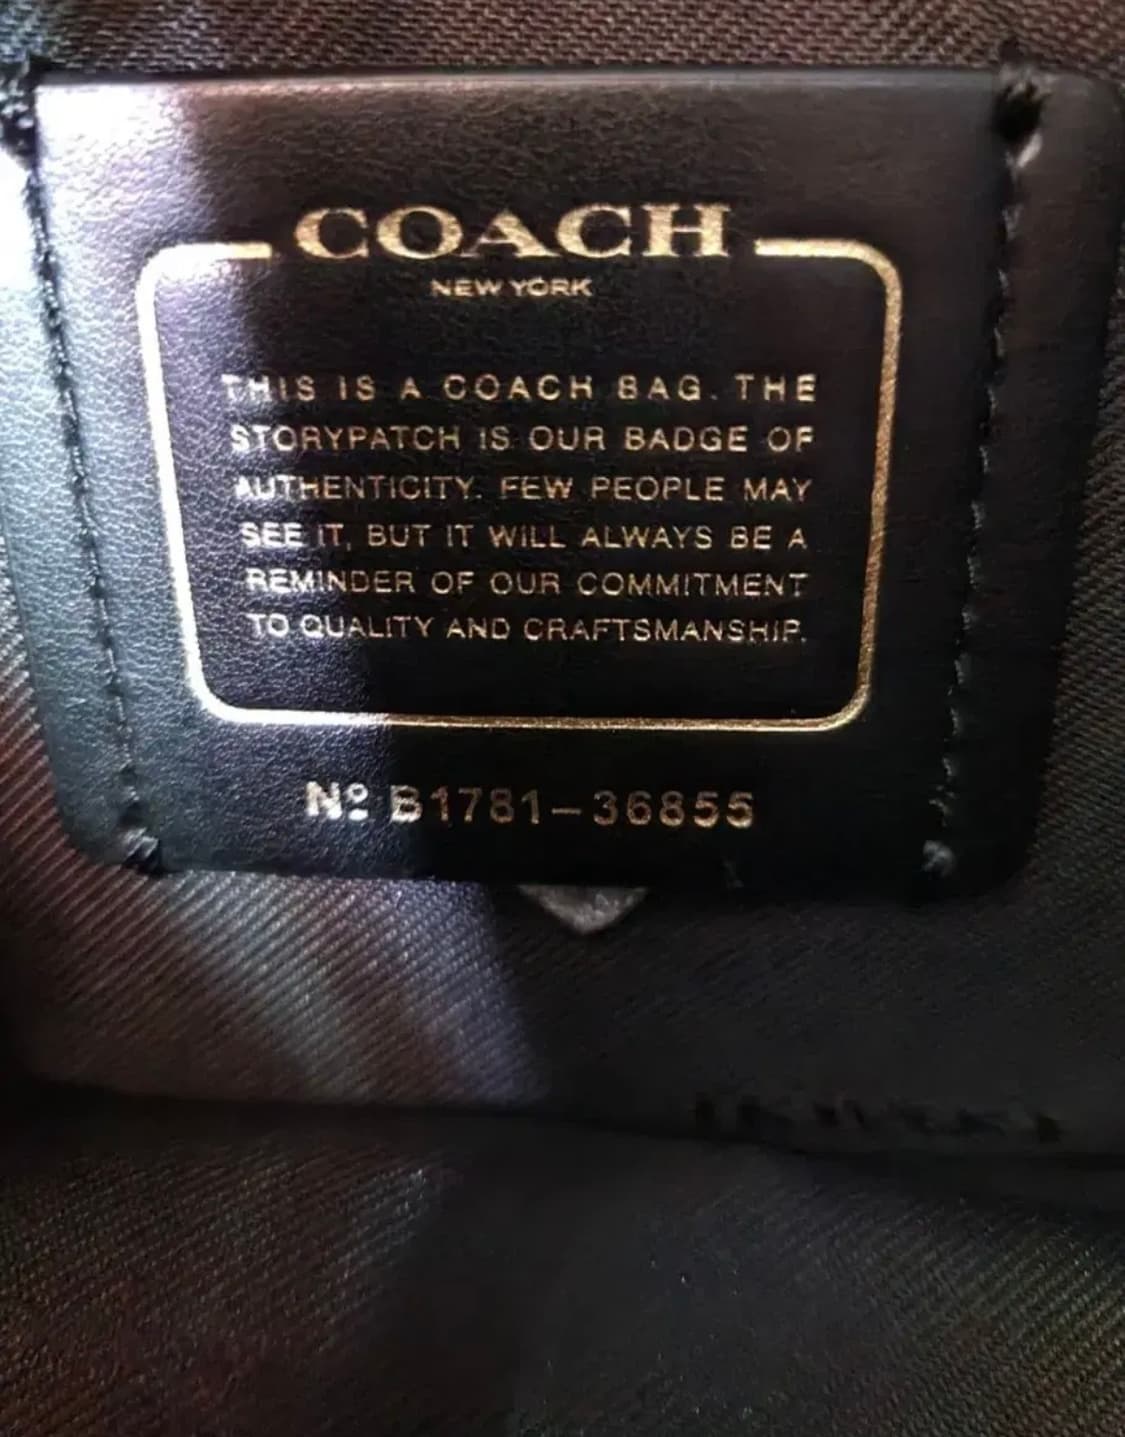 COACH
NEW YORK
THIS IS A COACH BAG. THE
STORYPATCH IS OUR BADGE OF
AUTHENTICITY. FEW PEOPLE MAY
SEE IT, BUT IT WILL ALWAYS BE A
REMINDER OF OUR COMMITMENT
TO QUALITY AND CRAFTSMANSHIP.
Nº B1781-36855